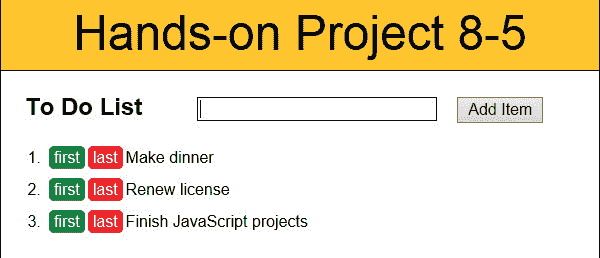 Hands-on Project 8-5
To Do List Add Item
1. first last Make dinner
2. first last Renew license
3. first last Finish JavaScript projects